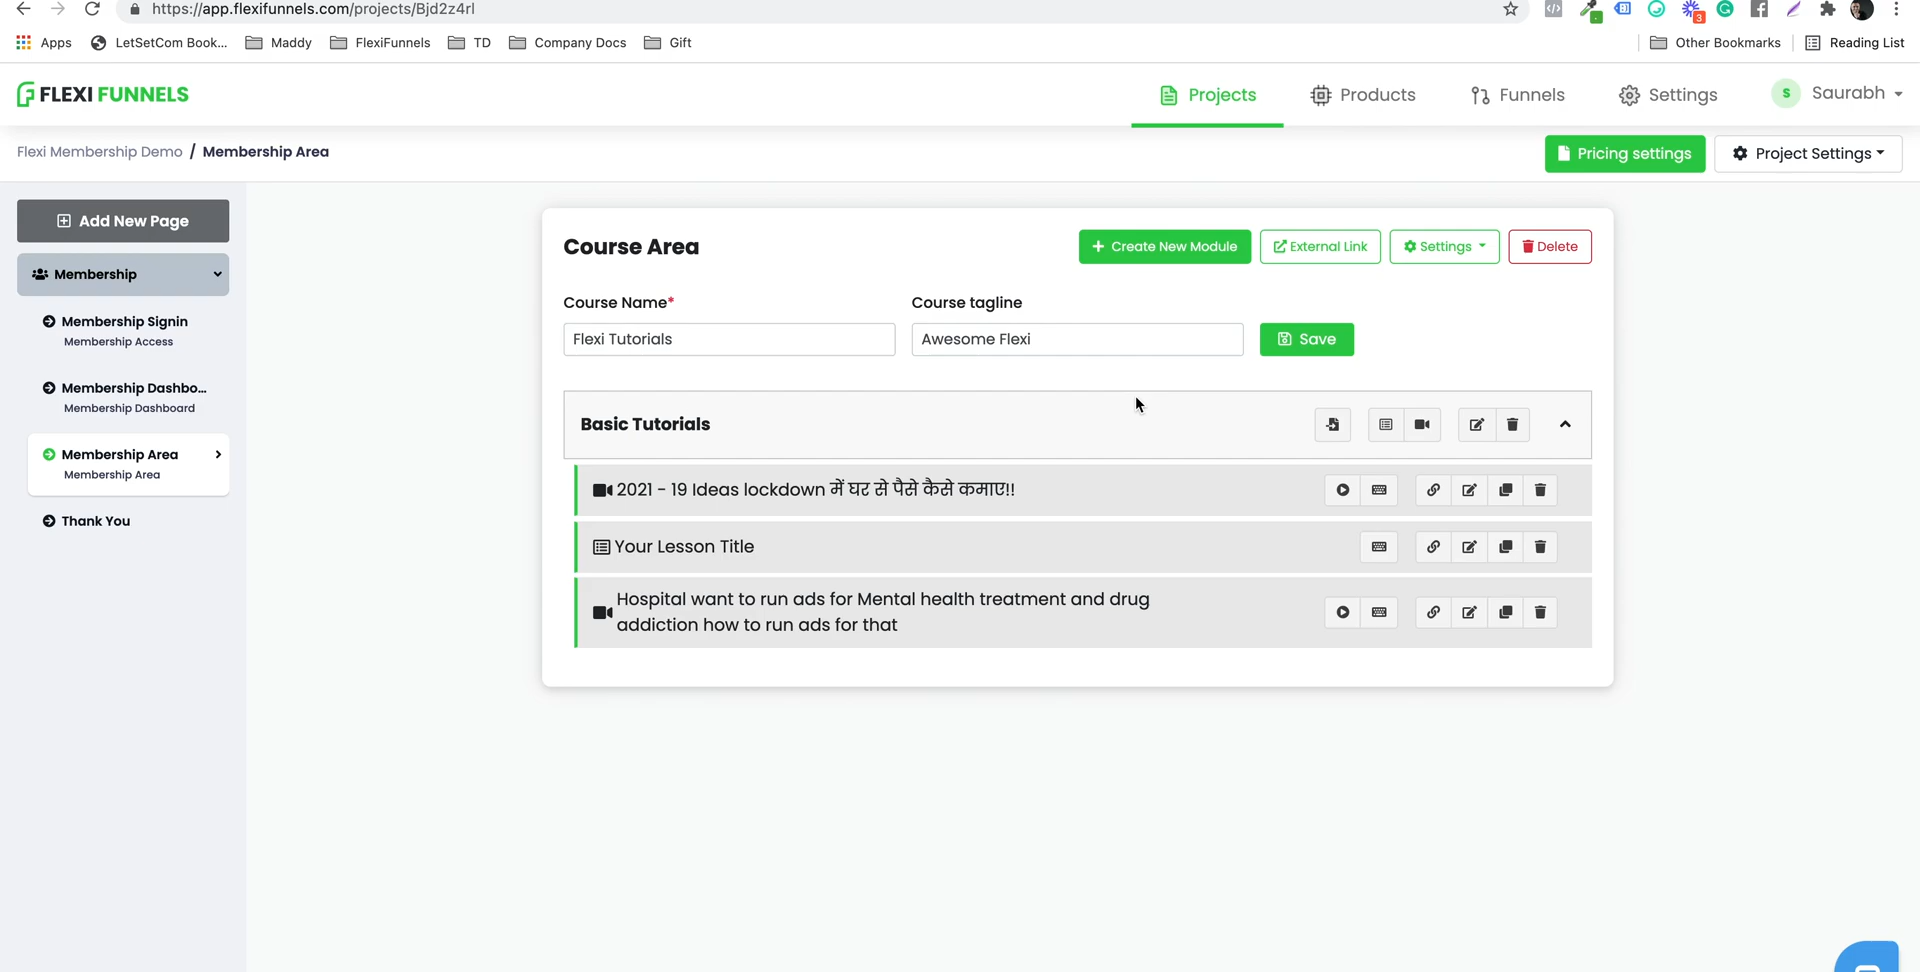 https://app.flexifunnels.com/projects/Bjd2z4rl
3
Apps LetSetCom Book... Maddy FlexiFunnels TD Company Docs Gift Other Bookmarks Reading List
FLEXI FUNNELS Projects Products Funnels Settings S Saurabh
Flexi Membership Demo / Membership Area Pricing settings Project Settings
Add New Page
Membership
Membership Signin
Membership Access
Membership Dashbo...
Membership Dashboard
Membership Area
Membership Area
Thank You
Course Area Create New Module External Link Settings Delete
Course Name* Course tagline
Flexi Tutorials Awesome Flexi Save
Basic Tutorials
2021 - 19 Ideas lockdown में घर से पैसे कैसे कमाए!!
Your Lesson Title
Hospital want to run ads for Mental health treatment and drug
addiction how to run ads for that